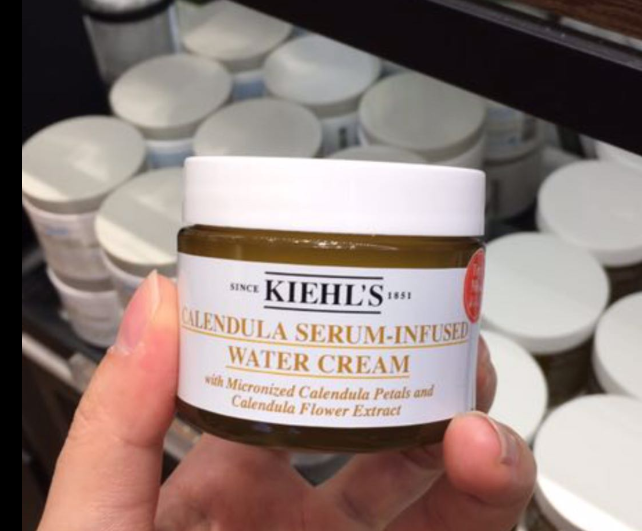 SINCE KIEHL'S 1851
CALENDULA SERUM-INFUSED
WATER CREAM
with Micronized Calendula Petals and
Calendula Flower Extract